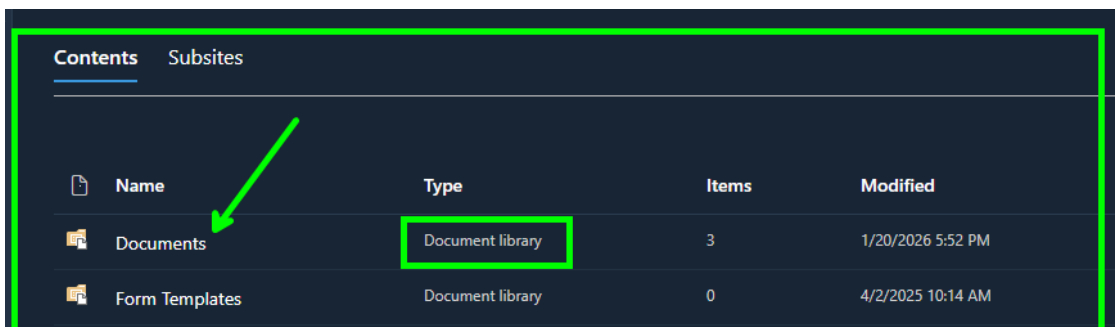 Contents Subsites
Name Type Items Modified
Documents Document library 3 1/20/2026 5:52 PM
Form Templates Document library 0 4/2/2025 10:14 AM